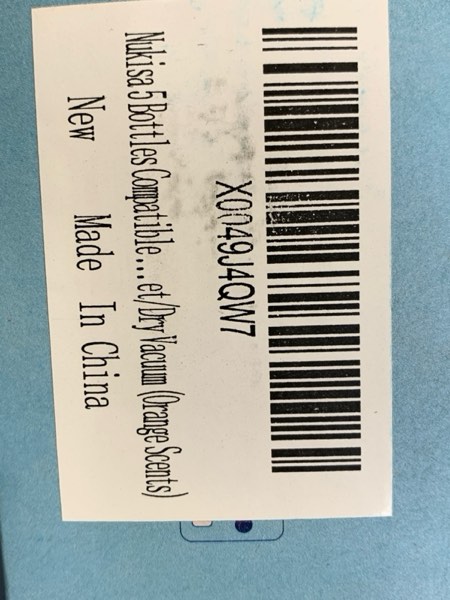 X0049J4QW7
Nukisa 5 Bottles Compatible...et/Dry Vacuum (Orange Scents)
New Made In China